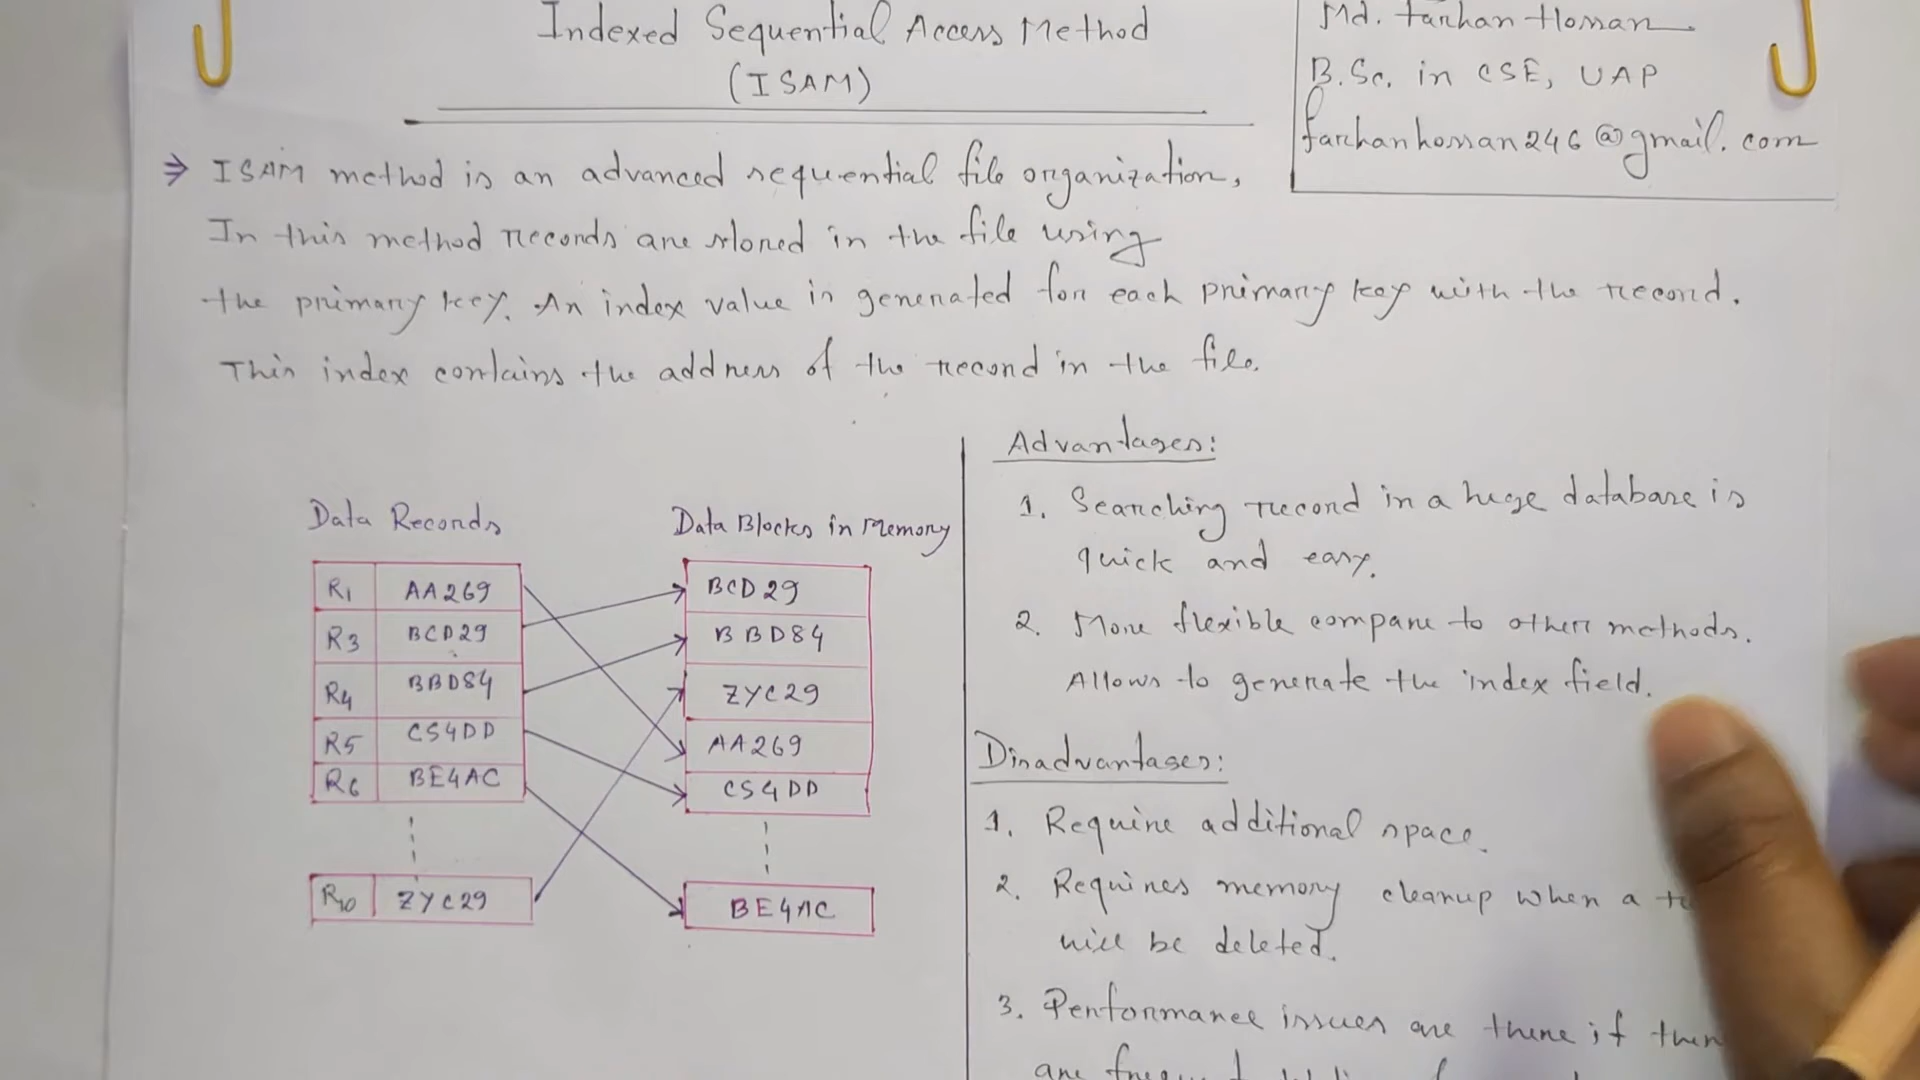 Indexed Sequential Access Method
(ISAM)
Md. Farhan Hossan
B.Sc. in CSE, UAP
farhanhossan246@gmail.com
⇒ ISAM method is an advanced sequential file organization,
In this method records are stored in the file using
the primary key. An index value is generated for each primary key with the record.
This index contains the address of the record in the file.
Data Records
R1 AA269
R3 BCD29
R4 BBD84
R5 CS4DD
R6 BE4AC
R10 ZYC29
Data Blocks in Memory
BCD29
BBD84
ZYC29
AA269
CS4DD
BE4AC
Advantages:
1. Searching record in a huge database is
quick and easy.
2. More flexible compare to other methods.
Allows to generate the index field.
Disadvantages:
1. Require additional space.
2. Requires memory cleanup when a
will be deleted.
3. Performance issues are there if
are